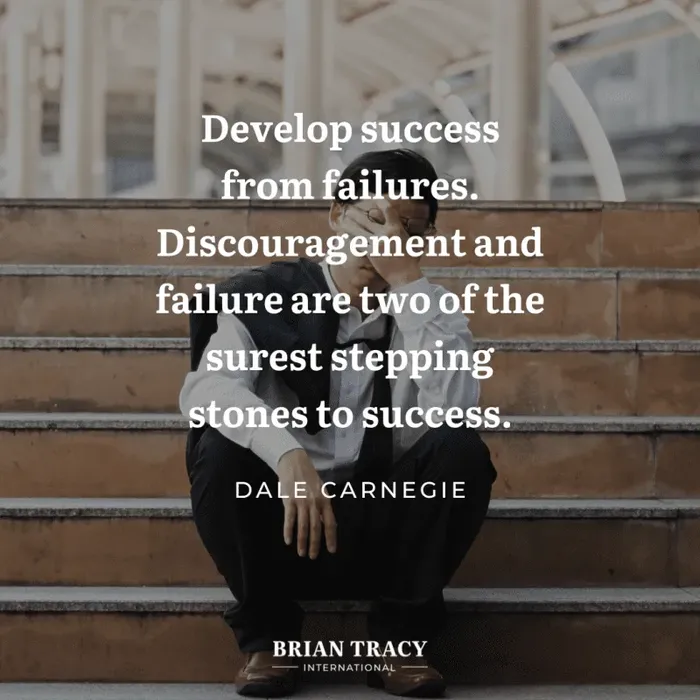 Develop success
from failures.
Discouragement and
failure are two of the
surest stepping
stones to success.
DALE CARNEGIE
BRIAN TRACY
INTERNATIONAL